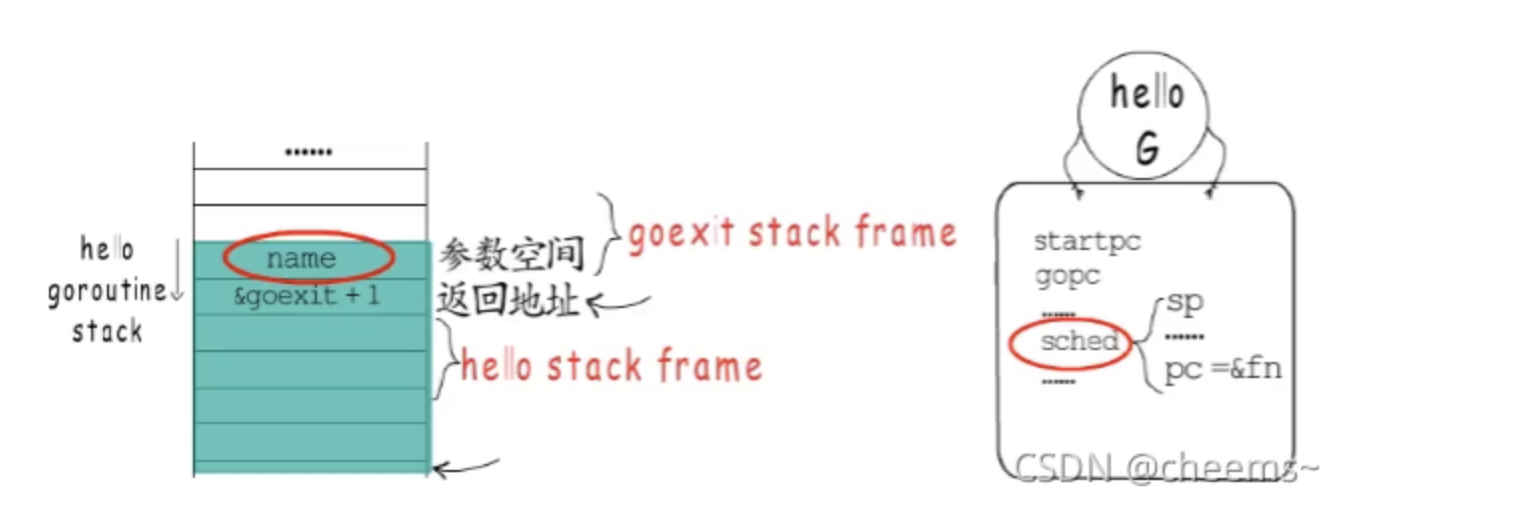 ......
name
&goexit + 1
hello
goroutine
stack
参数空间
返回地址
goexit stack frame
hello stack frame
hello
G
startpc
gopc
......
sched
......
sp
......
pc =&fn
CSDN @cheems~